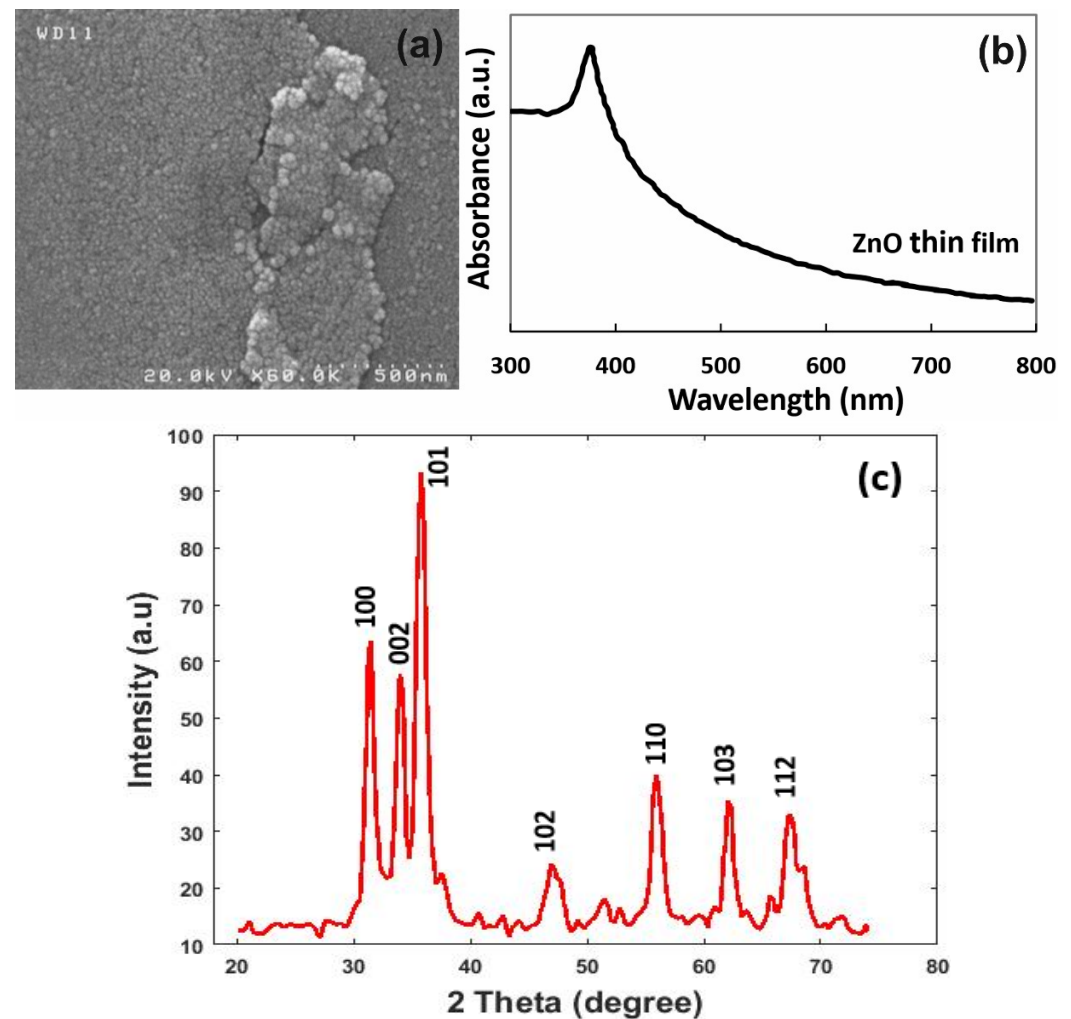 WD11
(a)
20.0kV X60.0K 500nm
(b)
Absorbance (a.u.)
ZnO thin film
300 400 500 600 700 800
Wavelength (nm)
(c)
Intensity (a.u)
100
90
80
70
60
50
40
30
20
10
100
002
101
102
110
103
112
20 30 40 50 60 70 80
2 Theta (degree)